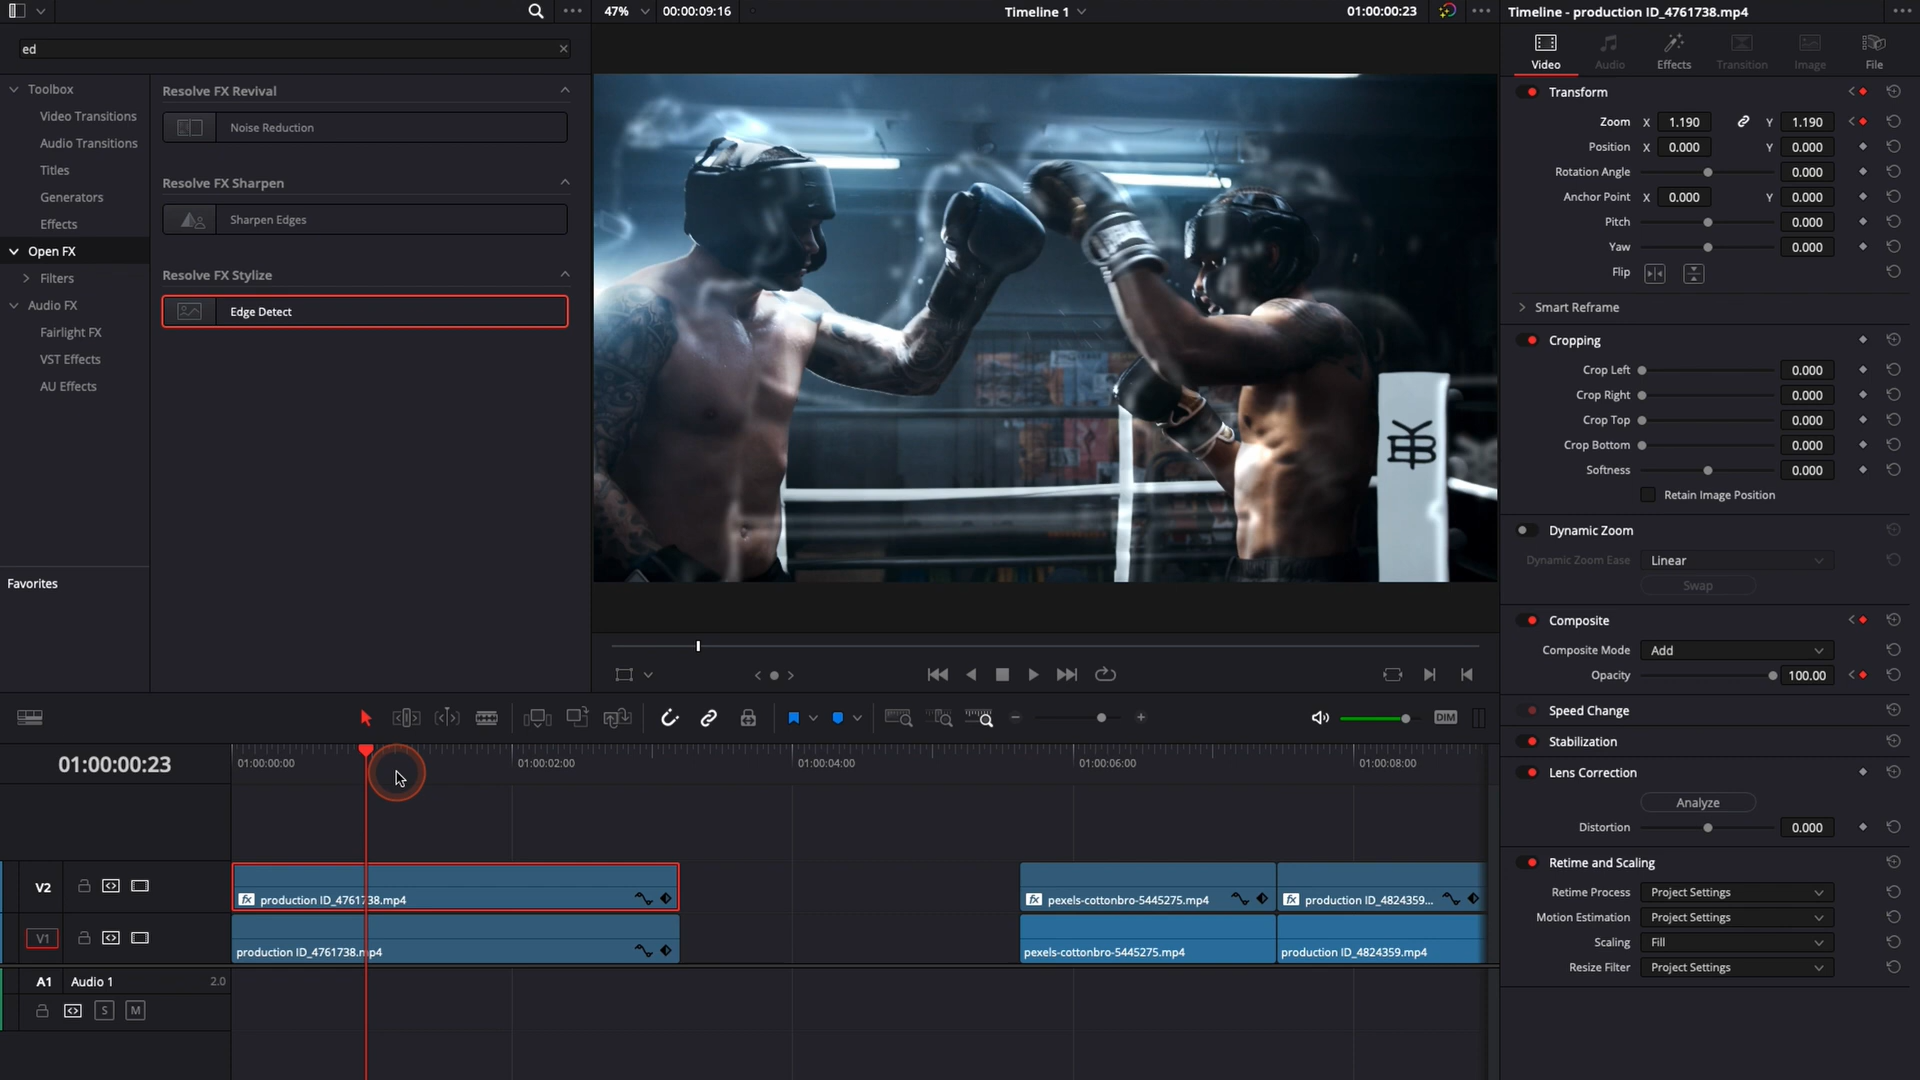 47%
00:00:09:16
Timeline 1
01:00:00:23
Timeline - production ID_4761738.mp4
ed
Video
Audio
Effects
Transition
Image
File
Toolbox
Video Transitions
Audio Transitions
Titles
Generators
Effects
Open FX
Filters
Audio FX
Fairlight FX
VST Effects
AU Effects
Favorites
Resolve FX Revival
Noise Reduction
Resolve FX Sharpen
Sharpen Edges
Resolve FX Stylize
Edge Detect
Transform
Zoom X 1.190 Y 1.190
Position X 0.000 Y 0.000
Rotation Angle 0.000
Anchor Point X 0.000 Y 0.000
Pitch 0.000
Yaw 0.000
Flip
Smart Reframe
Cropping
Crop Left 0.000
Crop Right 0.000
Crop Top 0.000
Crop Bottom 0.000
Softness 0.000
Retain Image Position
Dynamic Zoom
Dynamic Zoom Ease Linear
Swap
Composite
Composite Mode Add
Opacity 100.00
Speed Change
Stabilization
Lens Correction
Analyze
Distortion 0.000
Retime and Scaling
Retime Process Project Settings
Motion Estimation Project Settings
Scaling Fill
Resize Filter Project Settings
DIM
01:00:00:23
01:00:00:00
01:00:02:00
01:00:04:00
01:00:06:00
01:00:08:00
V2
fx production ID_4761738.mp4
fx pexels-cottonbro-5445275.mp4
fx production ID_4824359...
V1
production ID_4761738.mp4
pexels-cottonbro-5445275.mp4
production ID_4824359.mp4
A1 Audio 1 2.0
S M